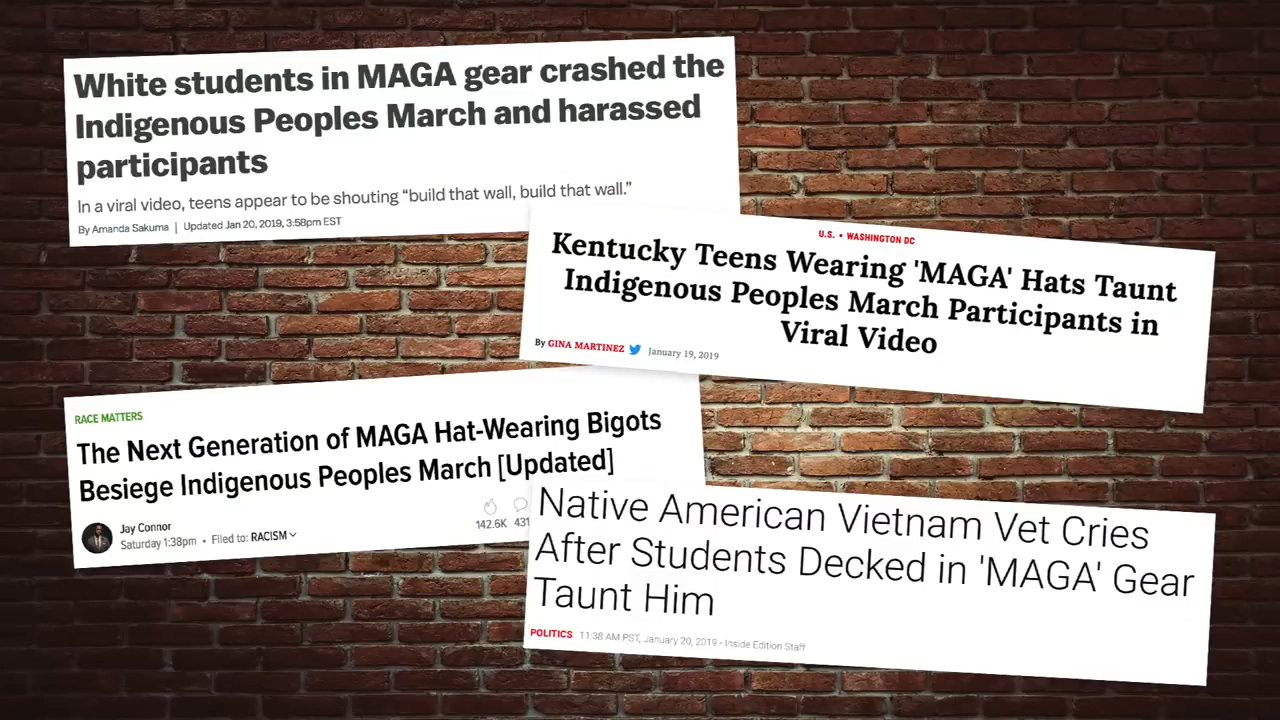 White students in MAGA gear crashed the
Indigenous Peoples March and harassed
participants
In a viral video, teens appear to be shouting “build that wall, build that wall.”
By Amanda Sakuma | Updated Jan 20, 2019, 3:58pm EST
U.S. • WASHINGTON DC
Kentucky Teens Wearing 'MAGA' Hats Taunt
Indigenous Peoples March Participants in
Viral Video
By GINA MARTINEZ January 19, 2019
RACE MATTERS
The Next Generation of MAGA Hat-Wearing Bigots
Besiege Indigenous Peoples March [Updated]
Jay Connor
Saturday 1:38pm • Filed to: RACISM
142.6K 431
Native American Vietnam Vet Cries
After Students Decked in 'MAGA' Gear
Taunt Him
POLITICS 11:38 AM PST, January 20, 2019 - Inside Edition Staff